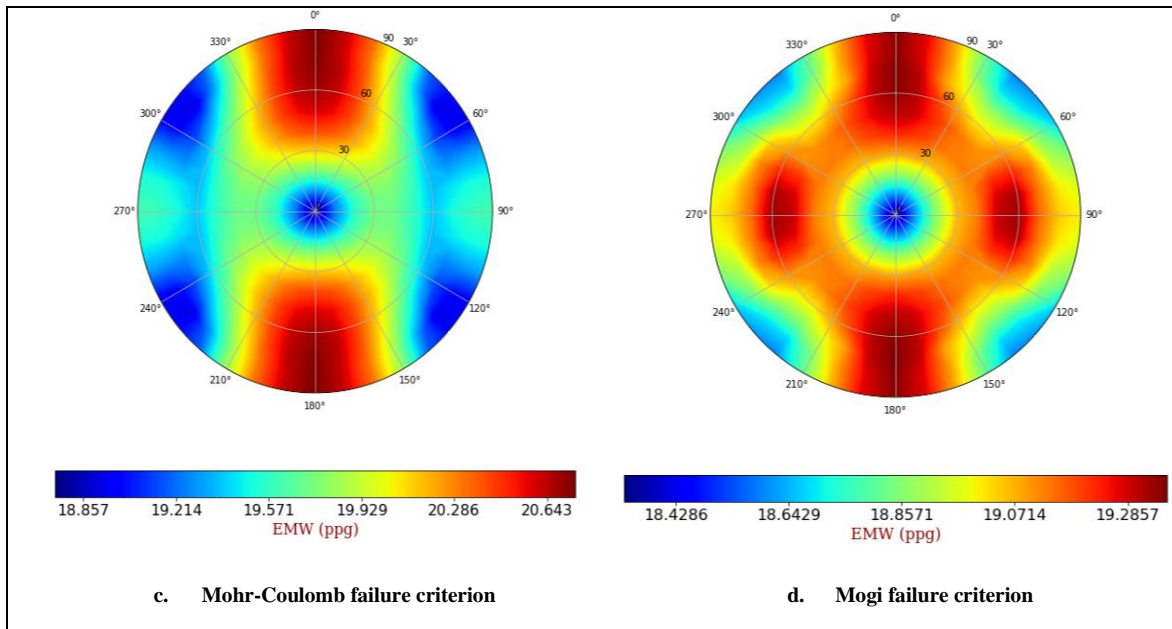 0°
330° 90 30°
60
300° 60°
30
270° 90°
240° 120°
210° 150°
180°
18.857 19.214 19.571 19.929 20.286 20.643
EMW (ppg)
c. Mohr-Coulomb failure criterion
0°
330° 90 30°
60
300° 60°
30
270° 90°
240° 120°
210° 150°
180°
18.4286 18.6429 18.8571 19.0714 19.2857
EMW (ppg)
d. Mogi failure criterion